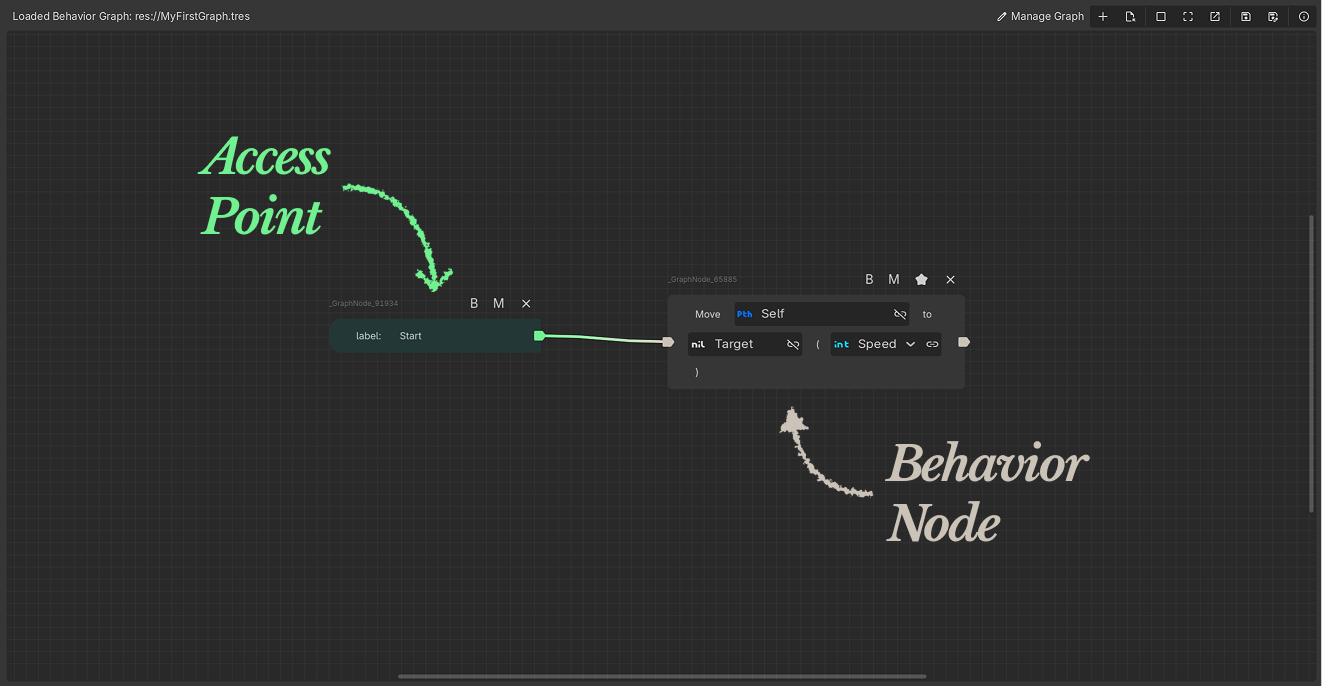 Loaded Behavior Graph: res://MyFirstGraph.tres
Manage Graph
Access
Point
_GraphNode_91934
B M
label: Start
_GraphNode_65885
B M
Move Pth Self to
nil Target ( int Speed
)
Behavior
Node